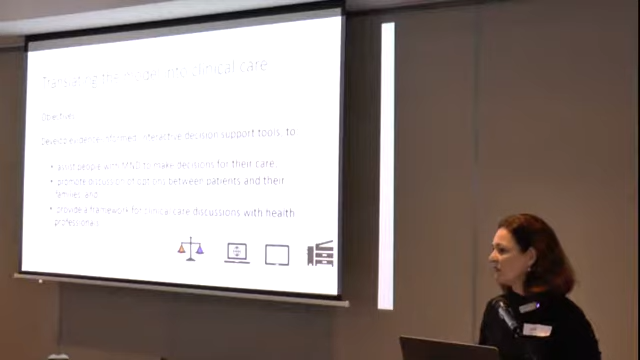 Translating the model into clinical care
Objective:
Develop evidence-informed, interactive decision support tools to
• assist people with MND to make decisions for their care,
• promote discussion of options between patients and their
families and
• provide a framework for clinical care discussions with health
professionals